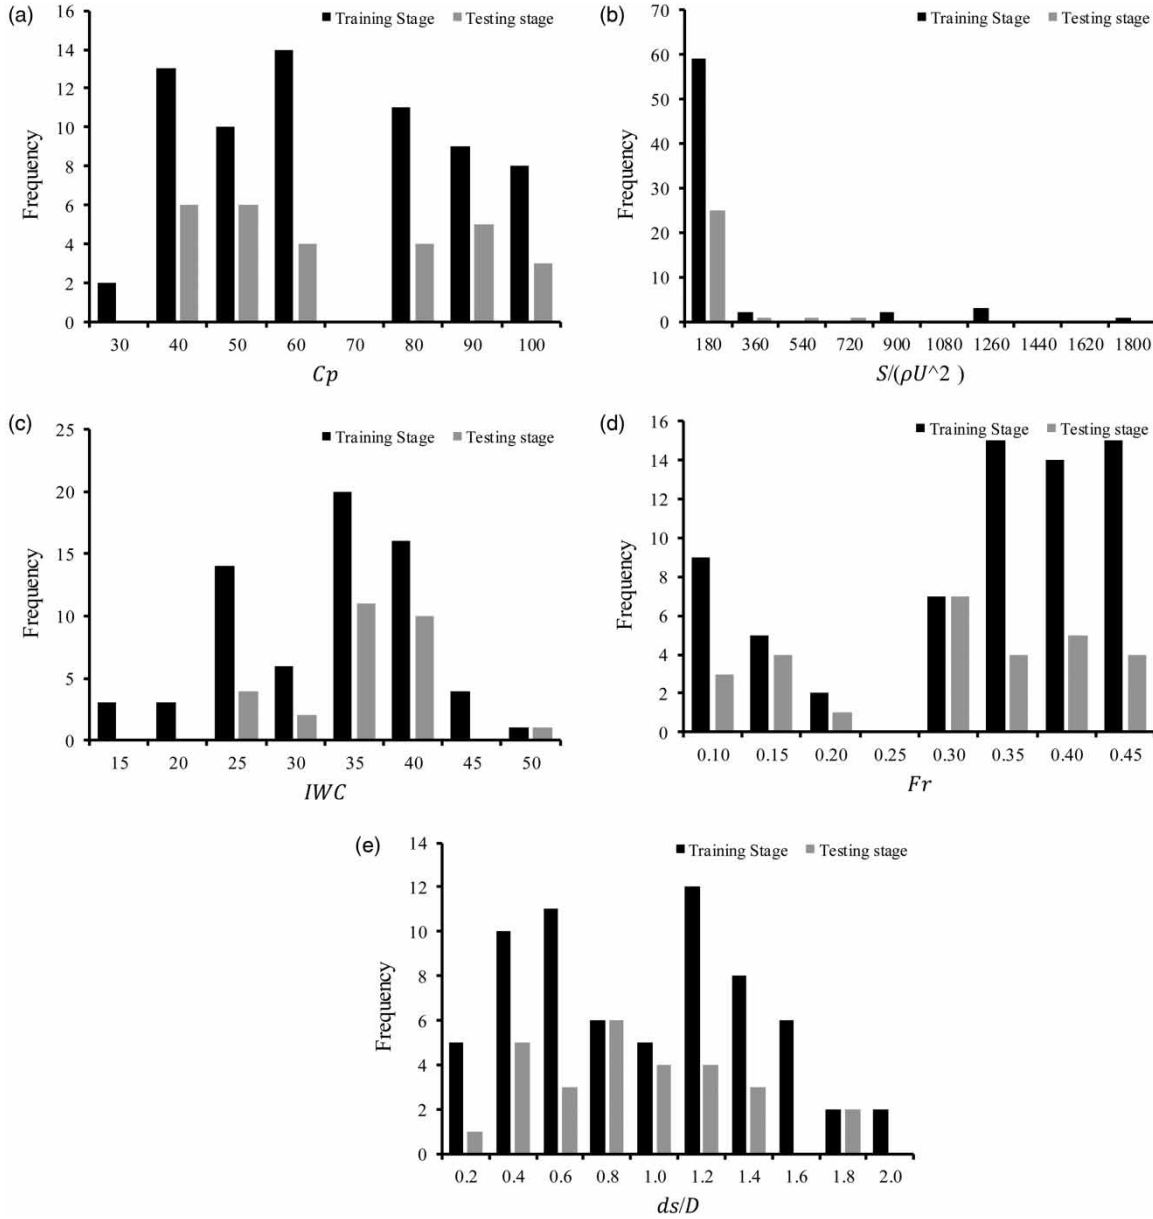 (a)
Training Stage Testing stage
16
14
12
10
8
6
4
2
0
Frequency
30 40 50 60 70 80 90 100
Cp
(b)
Training Stage Testing stage
70
60
50
40
30
20
10
0
Frequency
180 360 540 720 900 1080 1260 1440 1620 1800
S/(ρU^2 )
(c)
Training Stage Testing stage
25
20
15
10
5
0
Frequency
15 20 25 30 35 40 45 50
IWC
(d)
Training Stage Testing stage
16
14
12
10
8
6
4
2
0
Frequency
0.10 0.15 0.20 0.25 0.30 0.35 0.40 0.45
Fr
(e)
Training Stage Testing stage
14
12
10
8
6
4
2
0
Frequency
0.2 0.4 0.6 0.8 1.0 1.2 1.4 1.6 1.8 2.0
ds/D